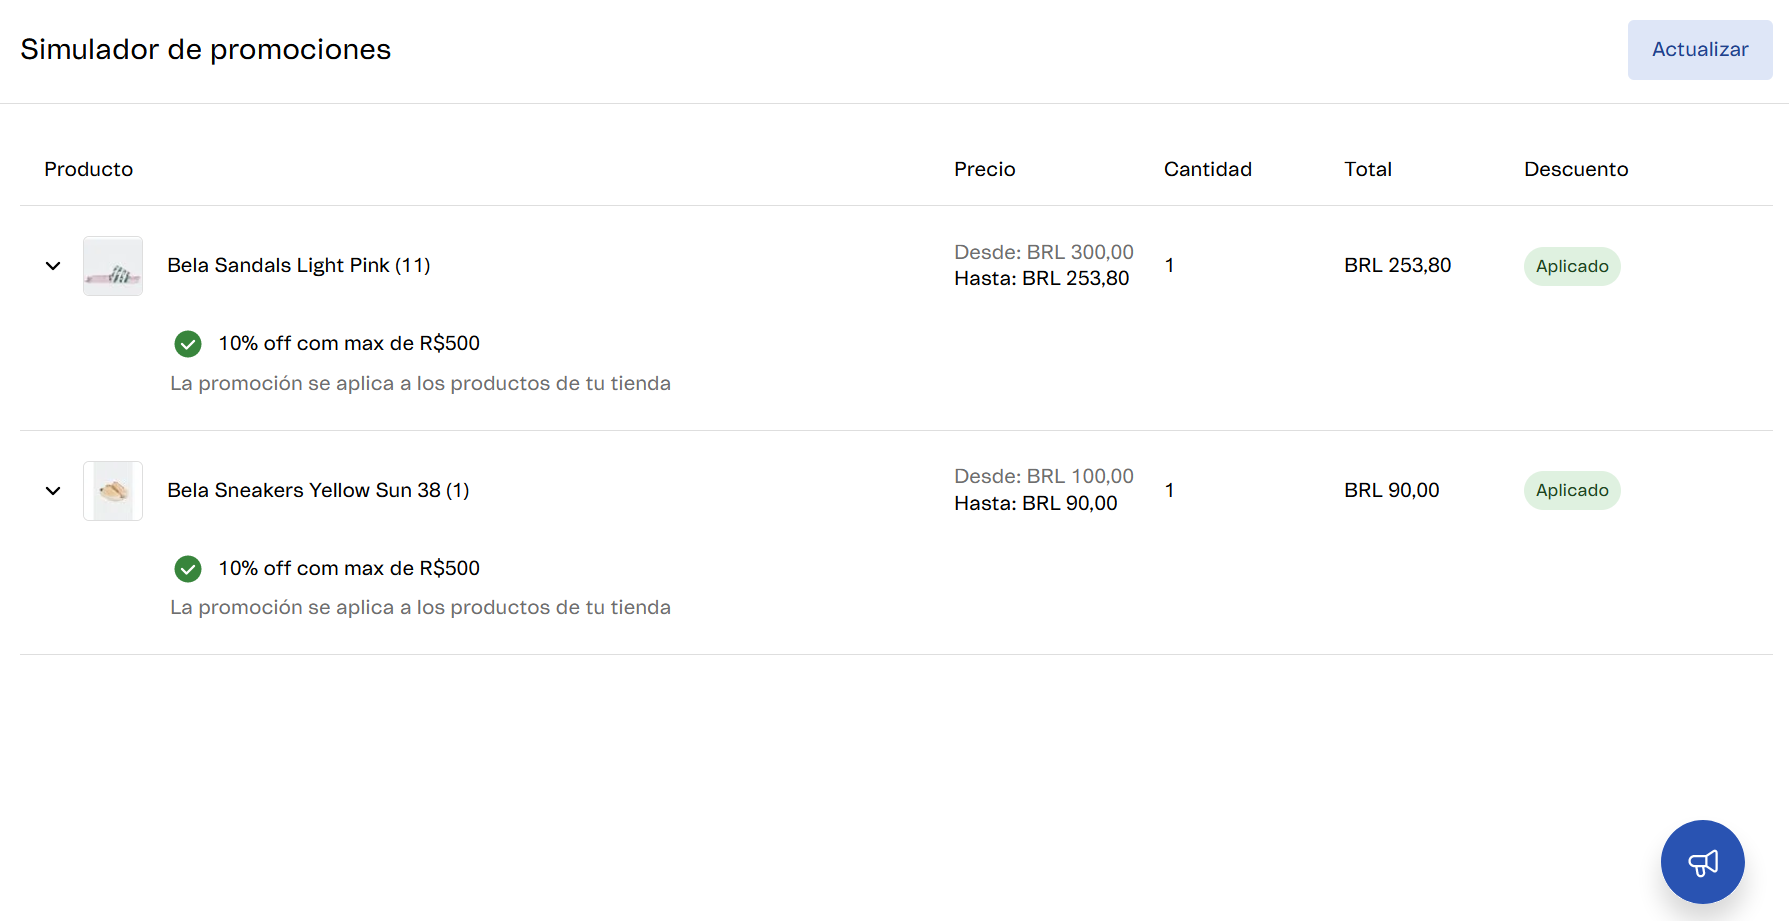 Simulador de promociones
Actualizar
Producto Precio Cantidad Total Descuento
Bela Sandals Light Pink (11)
Desde: BRL 300,00
Hasta: BRL 253,80
1
BRL 253,80
Aplicado
10% off com max de R$500
La promoción se aplica a los productos de tu tienda
Bela Sneakers Yellow Sun 38 (1)
Desde: BRL 100,00
Hasta: BRL 90,00
1
BRL 90,00
Aplicado
10% off com max de R$500
La promoción se aplica a los productos de tu tienda